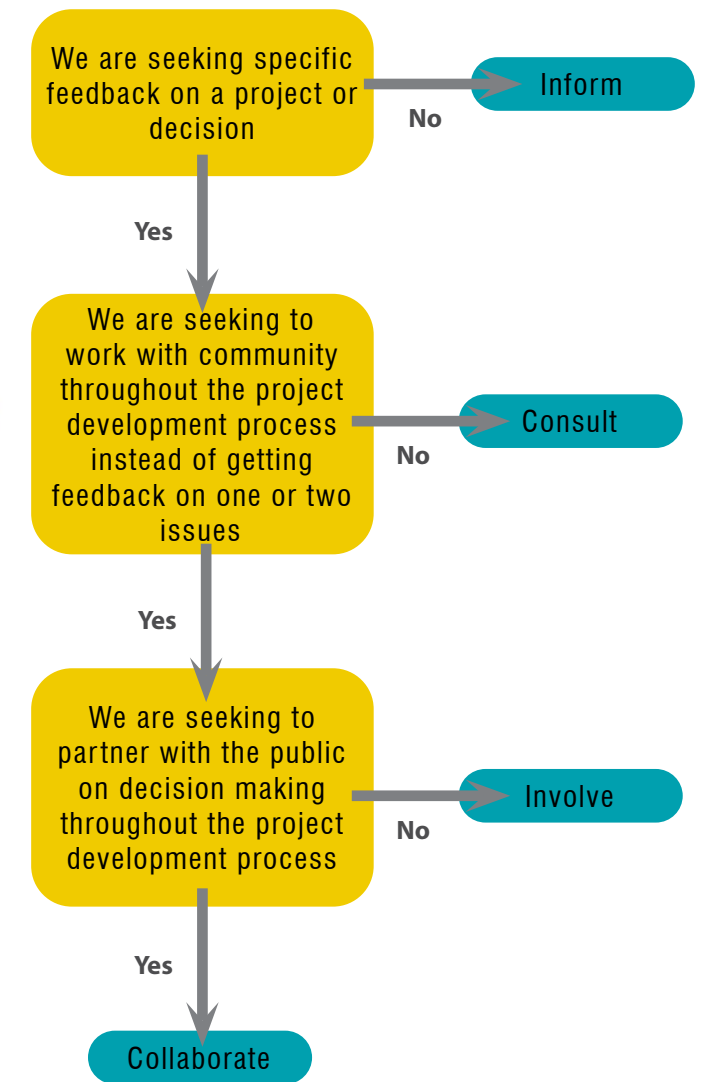 We are seeking specific
feedback on a project or
decision
Inform
No
Yes
We are seeking to
work with community
throughout the project
development process
instead of getting
feedback on one or two
issues
Consult
No
Yes
We are seeking to
partner with the public
on decision making
throughout the project
development process
Involve
No
Yes
Collaborate